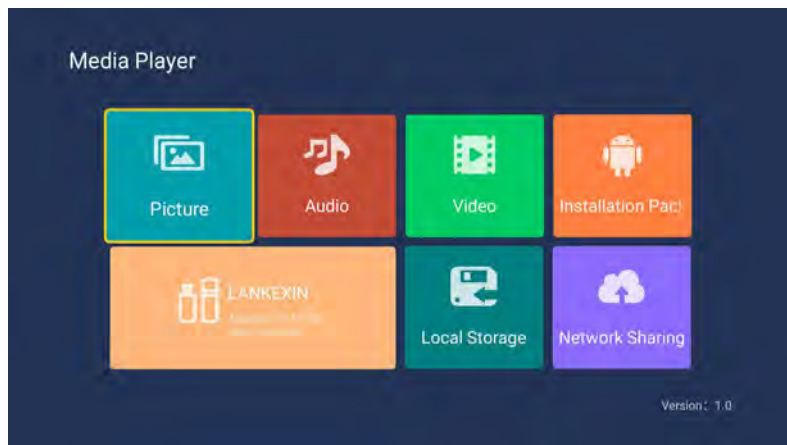 Media Player
Picture
Audio
Video
Installation Pac
LANKEXIN
Local Storage
Network Sharing
Version: 1.0